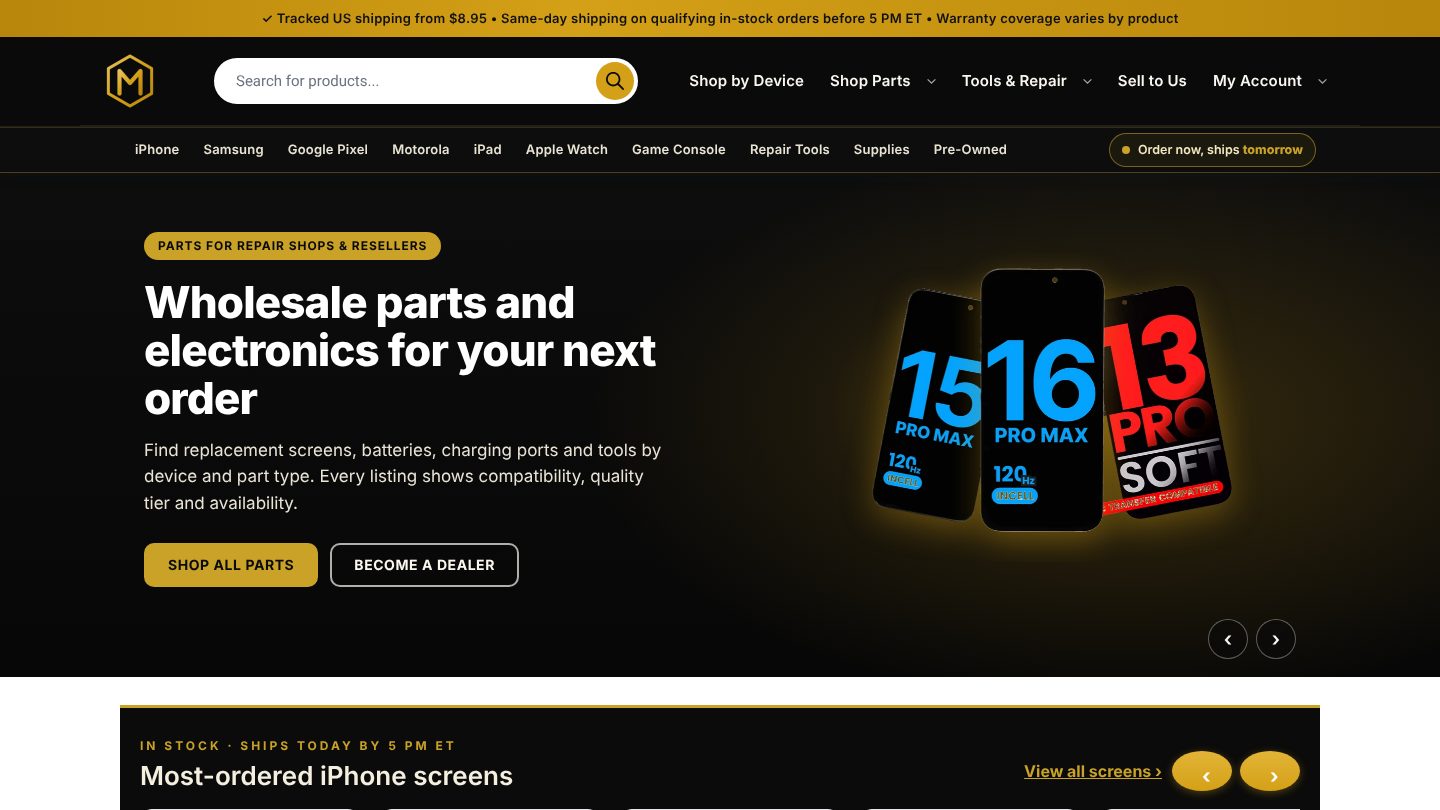 ✓ Tracked US shipping from $8.95 • Same-day shipping on qualifying in-stock orders before 5 PM ET • Warranty coverage varies by product
M
Search for products...
Shop by Device
Shop Parts
Tools & Repair
Sell to Us
My Account
iPhone
Samsung
Google Pixel
Motorola
iPad
Apple Watch
Game Console
Repair Tools
Supplies
Pre-Owned
Order now, ships tomorrow
PARTS FOR REPAIR SHOPS & RESELLERS
Wholesale parts and
electronics for your next
order
Find replacement screens, batteries, charging ports and tools by
device and part type. Every listing shows compatibility, quality
tier and availability.
SHOP ALL PARTS
BECOME A DEALER
15
PRO MAX
120Hz
INCELL
16
PRO MAX
120Hz
INCELL
13
PRO
SOFT
TRANSFER COMPATIBLE
‹
›
IN STOCK · SHIPS TODAY BY 5 PM ET
Most-ordered iPhone screens
View all screens ›
‹
›